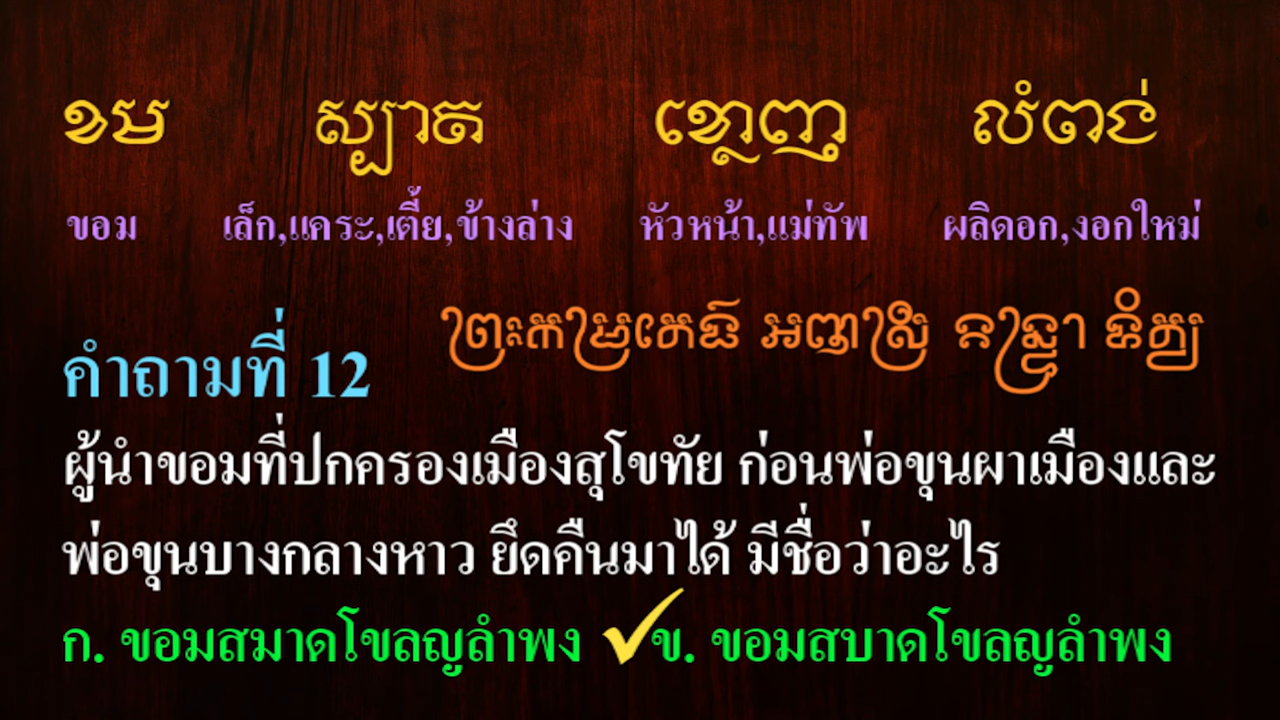 ខម ស្បាត ខ្លោញ លំពង់
ขอม เล็ก,แคระ,เตี้ย,ข้างล่าง หัวหน้า,แม่ทัพ ผลิดอก,งอกใหม่
คำถามที่ 12
ผู้นำขอมที่ปกครองเมืองสุโขทัย ก่อนพ่อขุนผาเมืองและ
พ่อขุนบางกลางหาว ยึดคืนมาได้ มีชื่อว่าอะไร
ก. ขอมสมาดโขลญลำพง ✓ข. ขอมสบาดโขลญลำพง